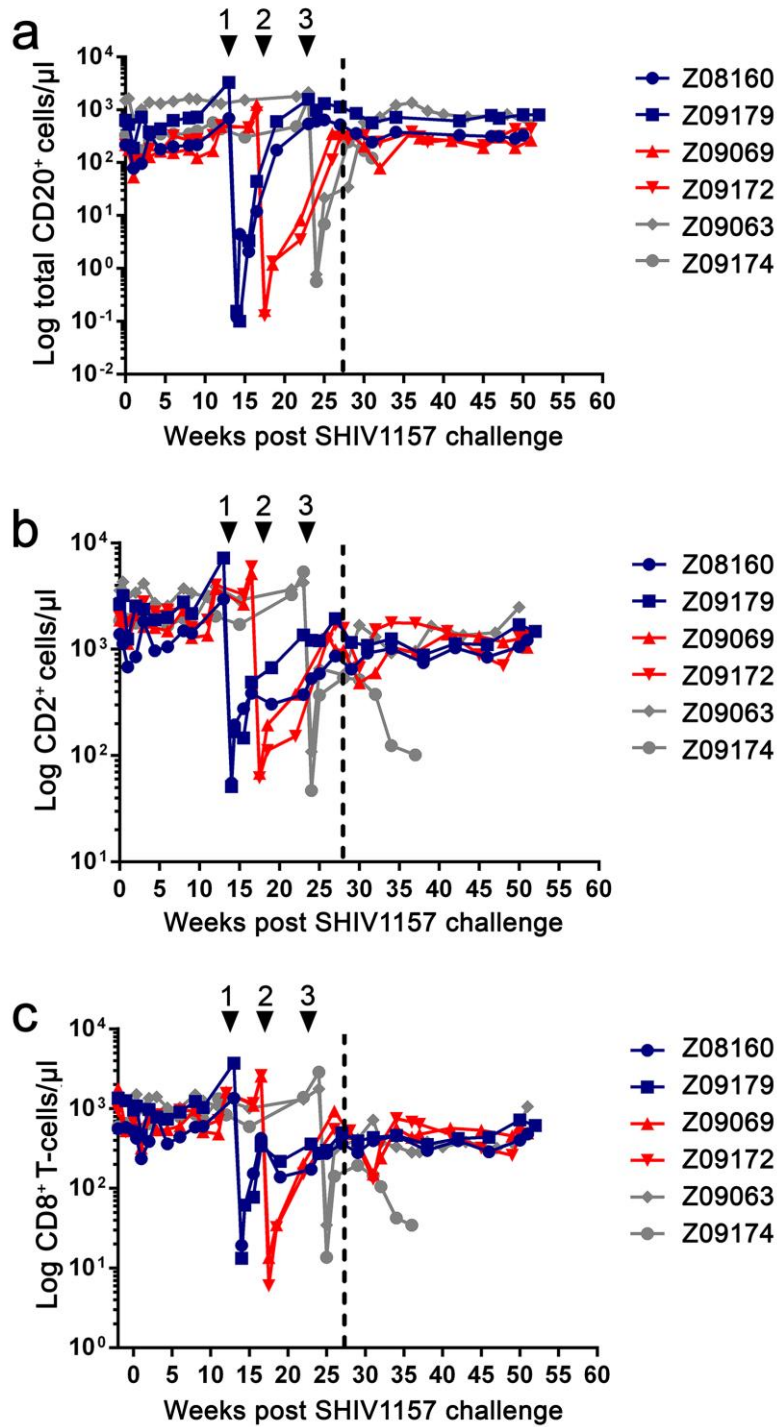 a
1 2 3
Log total CD20⁺ cells/µl
10⁴
10³
10²
10¹
10⁰
10⁻¹
10⁻²
0 5 10 15 20 25 30 35 40 45 50 55 60
Weeks post SHIV1157 challenge
Z08160
Z09179
Z09069
Z09172
Z09063
Z09174
b
1 2 3
Log CD2⁺ cells/µl
10⁴
10³
10²
10¹
0 5 10 15 20 25 30 35 40 45 50 55 60
Weeks post SHIV1157 challenge
Z08160
Z09179
Z09069
Z09172
Z09063
Z09174
c
1 2 3
Log CD8⁺ T-cells/µl
10⁴
10³
10²
10¹
10⁰
0 5 10 15 20 25 30 35 40 45 50 55 60
Weeks post SHIV1157 challenge
Z08160
Z09179
Z09069
Z09172
Z09063
Z09174